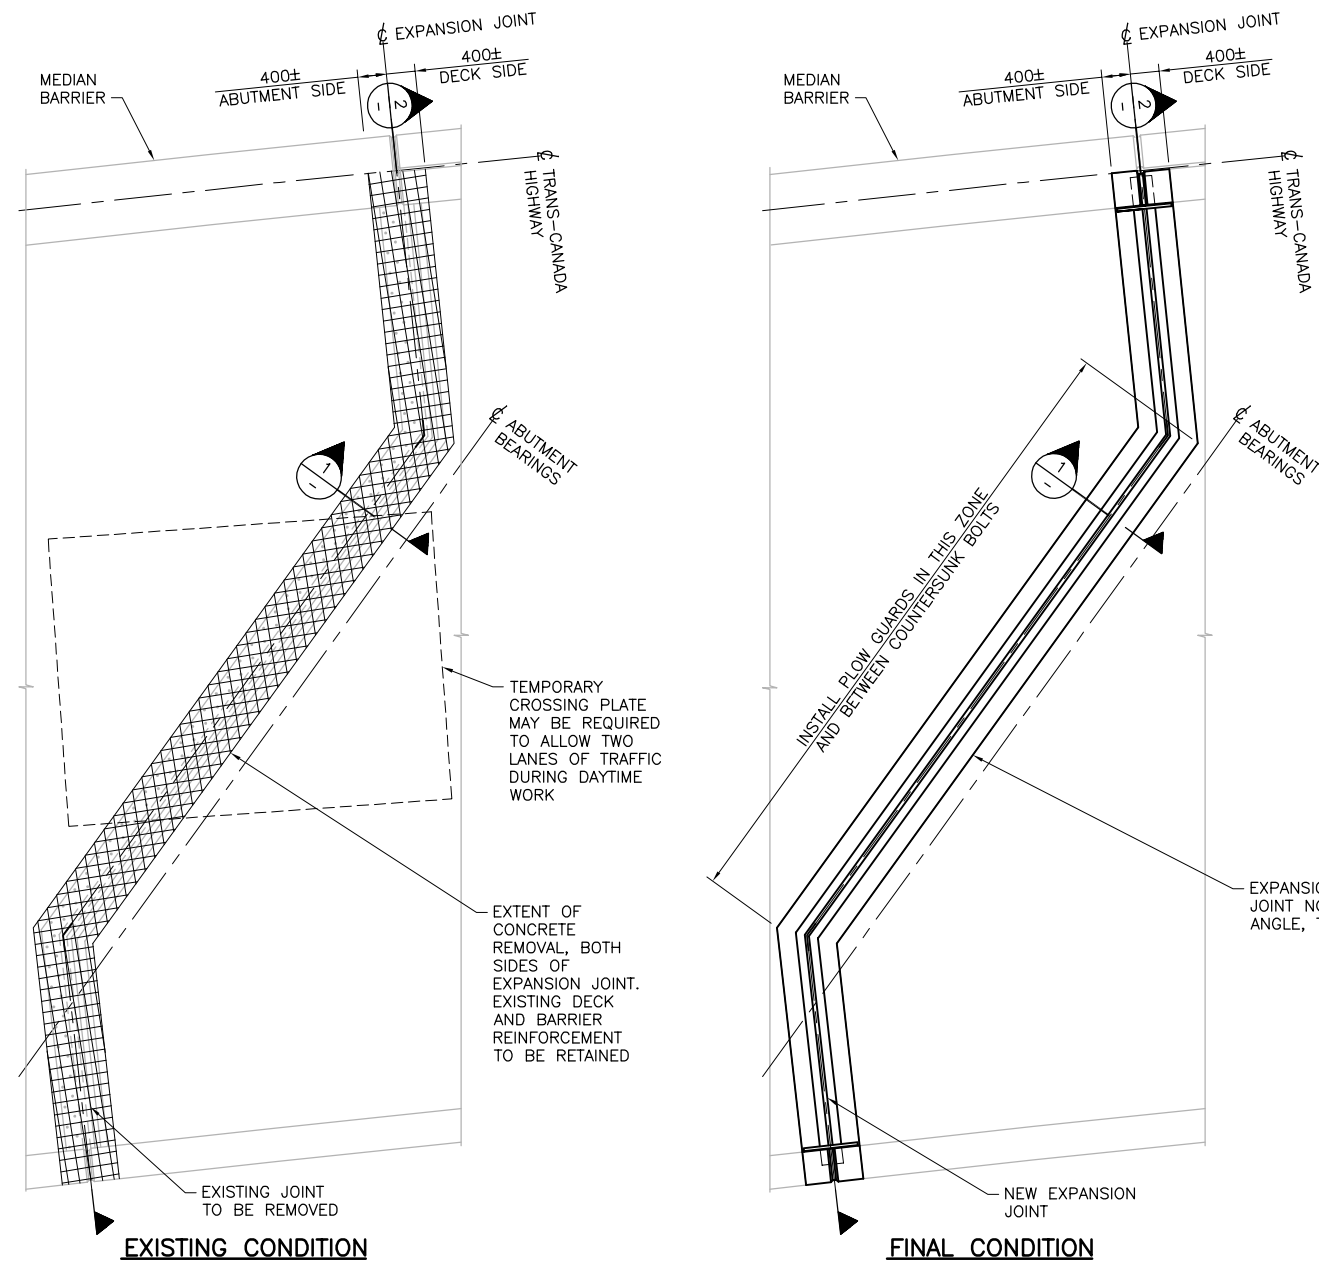 ℄ EXPANSION JOINT
400±
ABUTMENT SIDE
400±
DECK SIDE
MEDIAN
BARRIER
2
–
℄ TRANS–CANADA
HIGHWAY
℄ ABUTMENT
BEARINGS
1
–
TEMPORARY
CROSSING PLATE
MAY BE REQUIRED
TO ALLOW TWO
LANES OF TRAFFIC
DURING DAYTIME
WORK
EXTENT OF
CONCRETE
REMOVAL, BOTH
SIDES OF
EXPANSION JOINT.
EXISTING DECK
AND BARRIER
REINFORCEMENT
TO BE RETAINED
EXISTING JOINT
TO BE REMOVED
EXISTING CONDITION
℄ EXPANSION JOINT
400±
ABUTMENT SIDE
400±
DECK SIDE
MEDIAN
BARRIER
2
–
℄ TRANS–CANADA
HIGHWAY
℄ ABUTMENT
BEARINGS
1
–
INSTALL PLOW GUARDS IN THIS ZONE
AND BETWEEN COUNTERSUNK BOLTS
JOINT
ANGLE,
NEW EXPANSION
JOINT
FINAL CONDITION